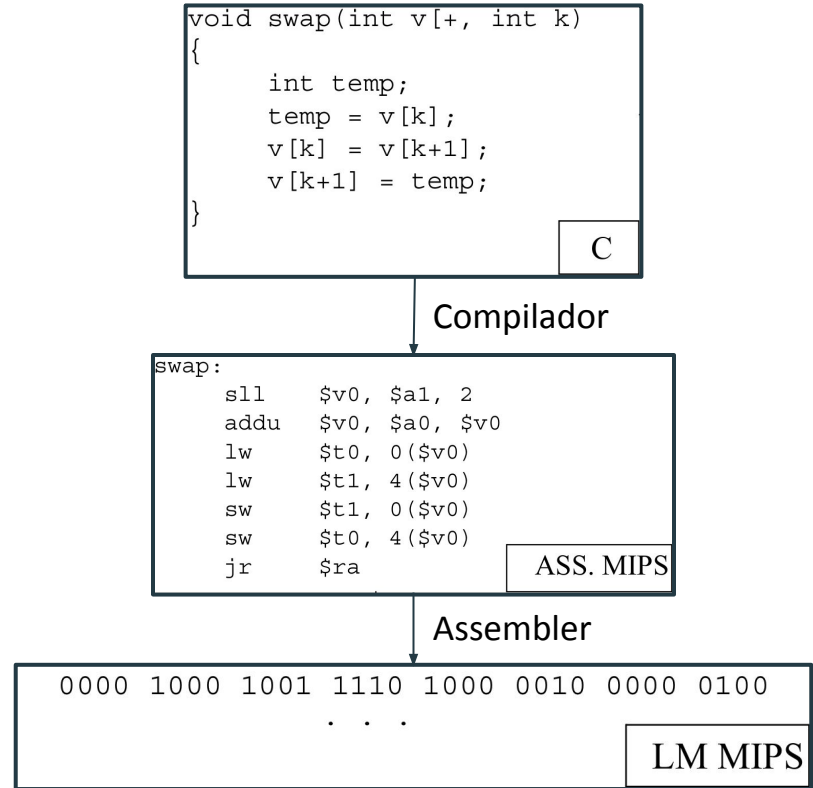 void swap(int v[+, int k)
{
int temp;
temp = v[k];
v[k] = v[k+1];
v[k+1] = temp;
}
C
Compilador
swap:
sll $v0, $a1, 2
addu $v0, $a0, $v0
lw $t0, 0($v0)
lw $t1, 4($v0)
sw $t1, 0($v0)
sw $t0, 4($v0)
jr $ra
ASS. MIPS
Assembler
0000 1000 1001 1110 1000 0010 0000 0100
. . .
LM MIPS